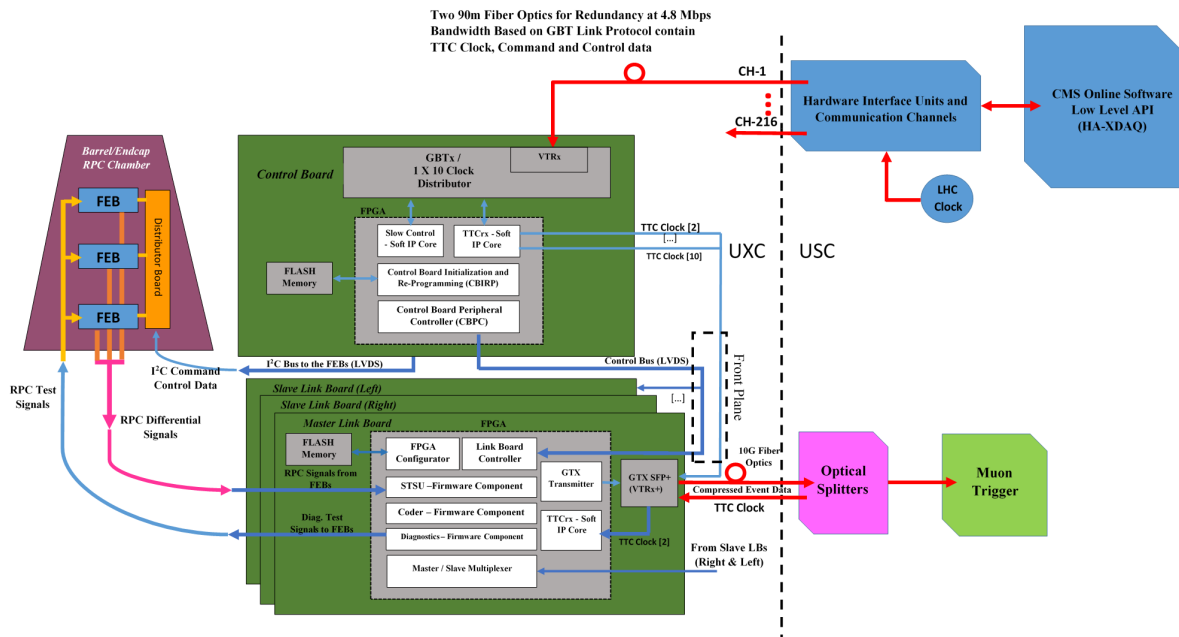 Two 90m Fiber Optics for Redundancy at 4.8 Mbps
Bandwidth Based on GBT Link Protocol contain
TTC Clock, Command and Control data
CH-1
CH-216
Hardware Interface Units and
Communication Channels
CMS Online Software
Low Level API
(HA-XDAQ)
LHC
Clock
UXC
USC
Barrel/Endcap
RPC Chamber
FEB
FEB
FEB
Distributor Board
Control Board
VTRx
GBTx /
1 X 10 Clock
Distributor
FPGA
Slow Control
- Soft IP Core
TTCrx - Soft
IP Core
TTC Clock [2]
[...]
TTC Clock [10]
FLASH
Memory
Control Board Initialization and
Re-Programming (CBIRP)
Control Board Peripheral
Controller (CBPC)
I²C Bus to the FEBs (LVDS)
Control Bus (LVDS)
Front Plane
I²C Command
Control Data
RPC Test
Signals
RPC Differential
Signals
Slave Link Board (Left)
[...]
Slave Link Board (Right)
Master Link Board
FPGA
FLASH
Memory
FPGA
Configurator
Link Board
Controller
RPC Signals from
FEBs
STSU –Firmware Component
GTX
Transmitter
GTX SFP+
(VTRx+)
10G Fiber
Optics
Compressed Event Data
TTC Clock
Coder – Firmware Component
Diag. Test
Signals to FEBs
Diagnostics– Firmware Component
TTCrx - Soft
IP Core
TTC Clock [2]
Master / Slave Multiplexer
From Slave LBs
(Right & Left)
Optical
Splitters
Muon
Trigger